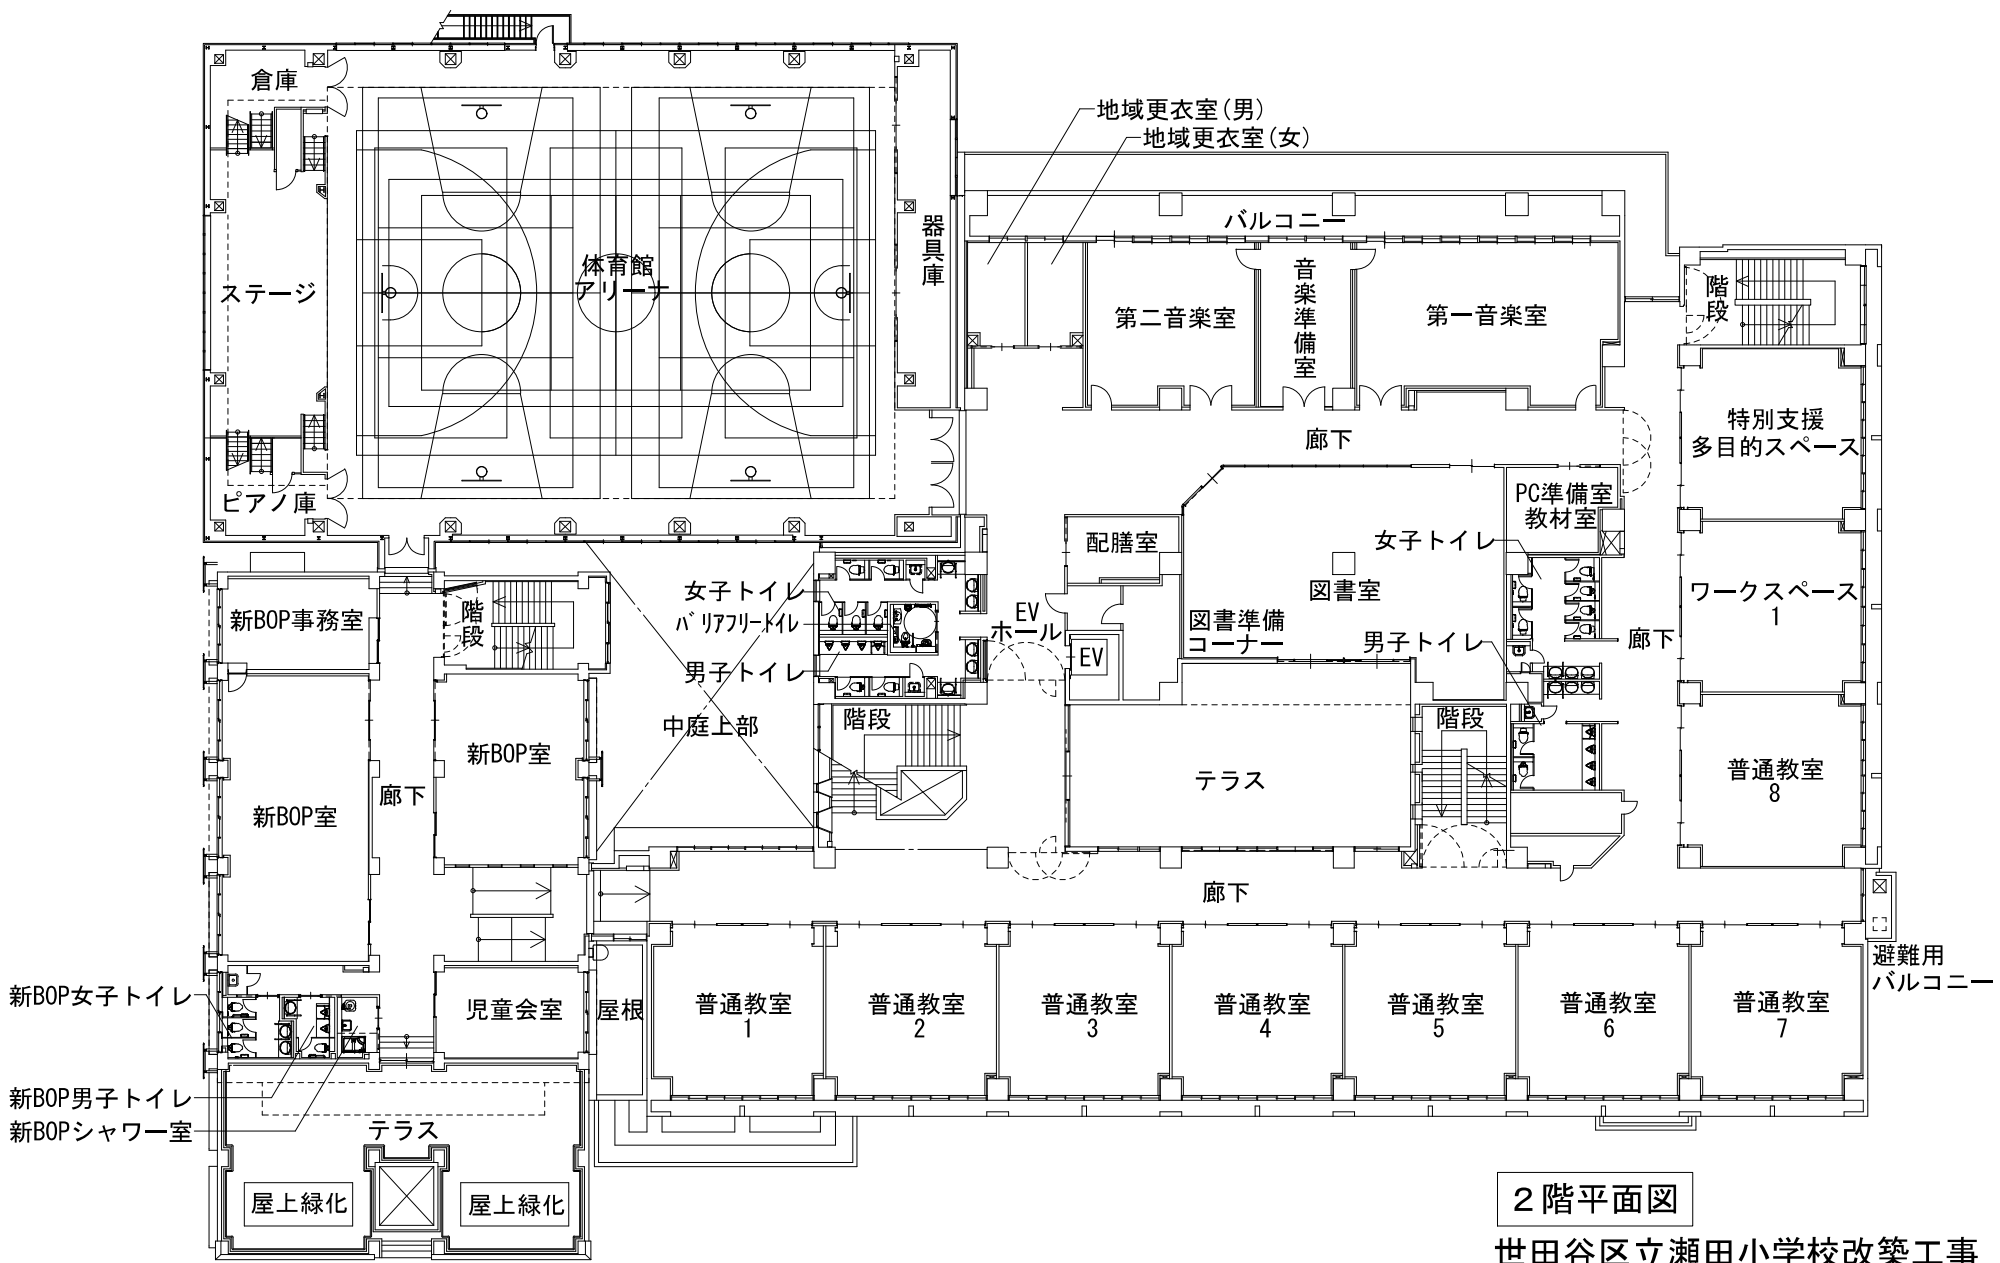 倉庫
ステージ
ピアノ庫
体育館
アリーナ
器具庫
地域更衣室(男)
地域更衣室(女)
バルコニー
第二音楽室
音楽準備室
第一音楽室
階段
廊下
特別支援
多目的スペース
PC準備室
教材室
配膳室
女子トイレ
図書室
ワークスペース
1
新BOP事務室
階段
女子トイレ
バリアフリートイレ
EV
ホール
図書準備
コーナー
男子トイレ
廊下
EV
男子トイレ
中庭上部
階段
階段
新BOP室
テラス
普通教室
8
新BOP室
廊下
廊下
避難用
バルコニー
新BOP女子トイレ
児童会室
屋根
普通教室
1
普通教室
2
普通教室
3
普通教室
4
普通教室
5
普通教室
6
普通教室
7
新BOP男子トイレ
新BOPシャワー室
テラス
屋上緑化
屋上緑化
2階平面図
世田谷区立瀬田小学校改築工事